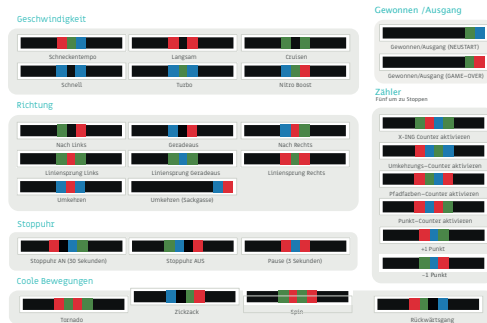 Geschwindigkeit
Schneckentempo
Langsam
Cruisen
Schnell
Turbo
Nitro Boost
Richtung
Nach Links
Geradeaus
Nach Rechts
Liniensprung Links
Liniensprung Geradeaus
Liniensprung Rechts
Umkehren
Umkehren (Sackgasse)
Stoppuhr
Stoppuhr AN (30 Sekunden)
Stoppuhr AUS
Pause (3 Sekunden)
Coole Bewegungen
Tornado
Zickzack
Spin
Rückwärtsgang
Gewonnen /Ausgang
Gewonnen/Ausgang (NEUSTART)
Gewonnen/Ausgang (GAME-OVER)
Zähler
Fünf um zu Stoppen
X-ING Counter aktivieren
Umkehrungs-Counter aktivieren
Pfadfarben-Counter aktivieren
Punkt-Counter aktivieren
+1 Punkt
-1 Punkt